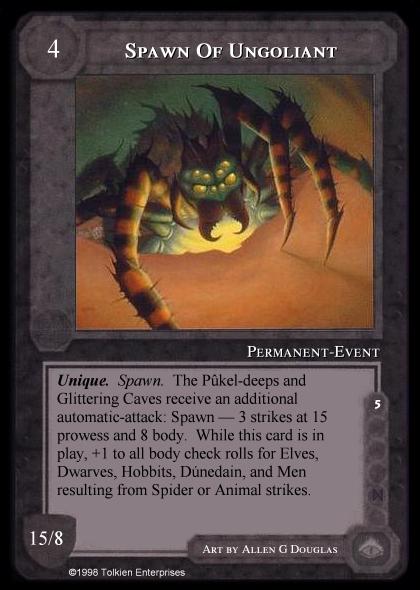 4
Spawn Of Ungoliant
Permanent-Event
Unique. Spawn. The Pûkel-deeps and
Glittering Caves receive an additional
automatic-attack: Spawn — 3 strikes at 15
prowess and 8 body. While this card is in
play, +1 to all body check rolls for Elves,
Dwarves, Hobbits, Dúnedain, and Men
resulting from Spider or Animal strikes.
5
15/8
Art by Allen G Douglas
©1998 Tolkien Enterprises